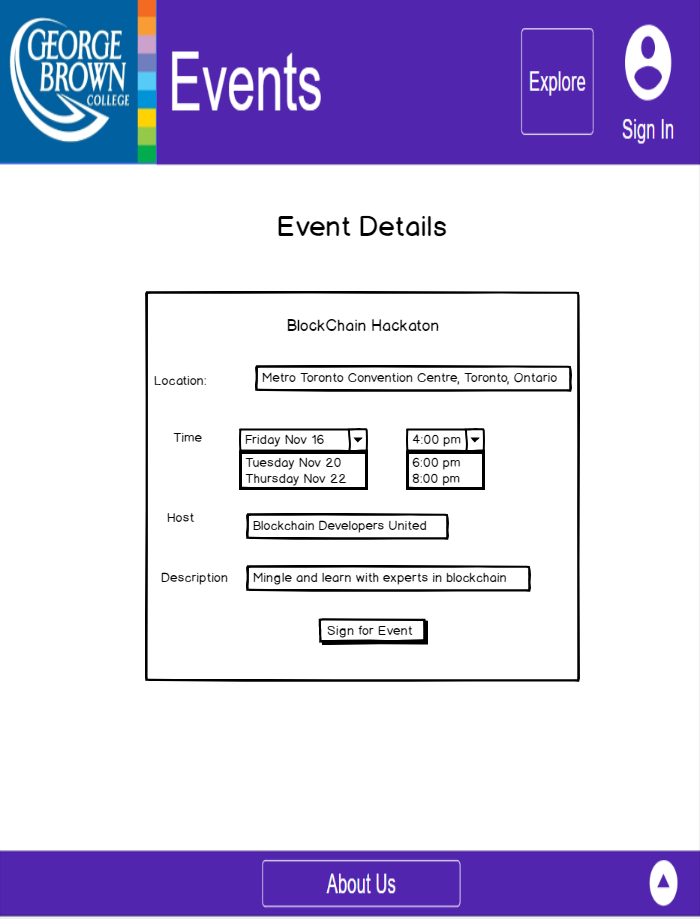 GEORGE
BROWN
COLLEGE
Events
Explore
Sign In
Event Details
BlockChain Hackaton
Location:
Metro Toronto Convention Centre, Toronto, Ontario
Time
Friday Nov 16
4:00 pm
Tuesday Nov 20
6:00 pm
Thursday Nov 22
8:00 pm
Host
Blockchain Developers United
Description
Mingle and learn with experts in blockchain
Sign for Event
About Us